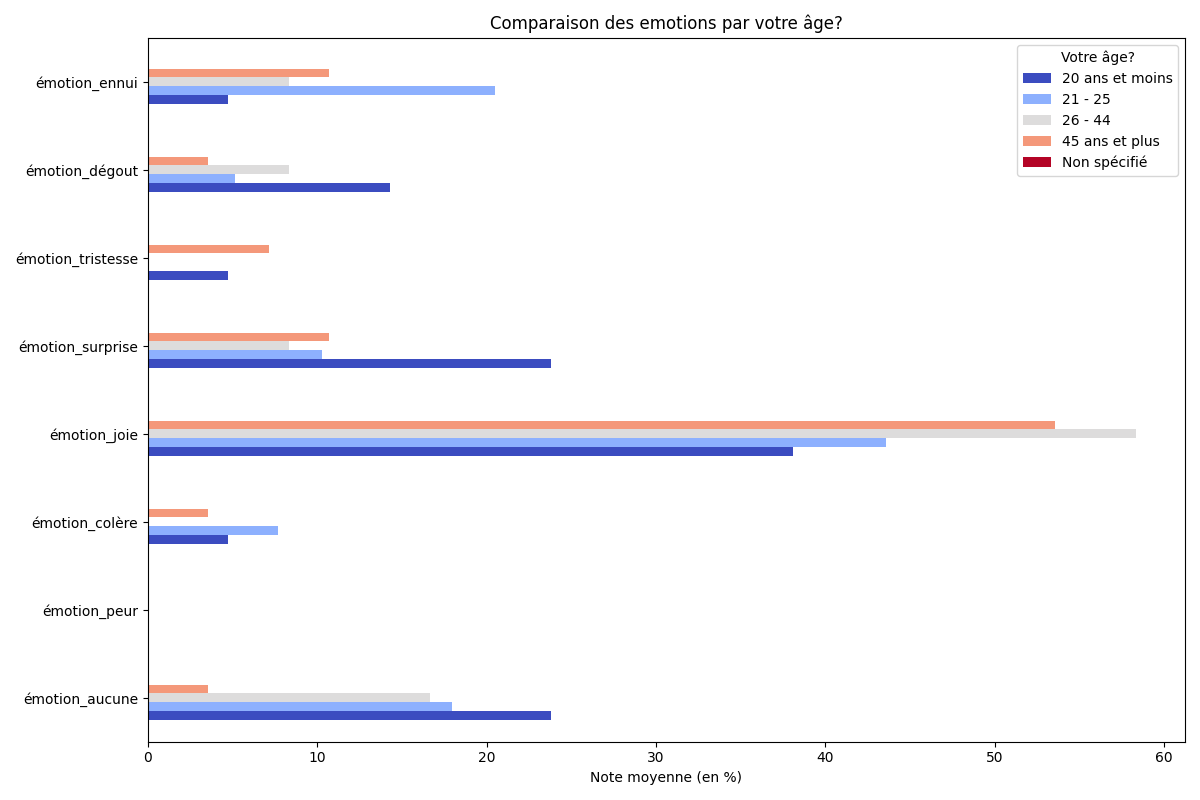 Comparaison des emotions par votre âge?
émotion_ennui
émotion_dégout
émotion_tristesse
émotion_surprise
émotion_joie
émotion_colère
émotion_peur
émotion_aucune
Votre âge?
20 ans et moins
21 - 25
26 - 44
45 ans et plus
Non spécifié
0 10 20 30 40 50 60
Note moyenne (en %)